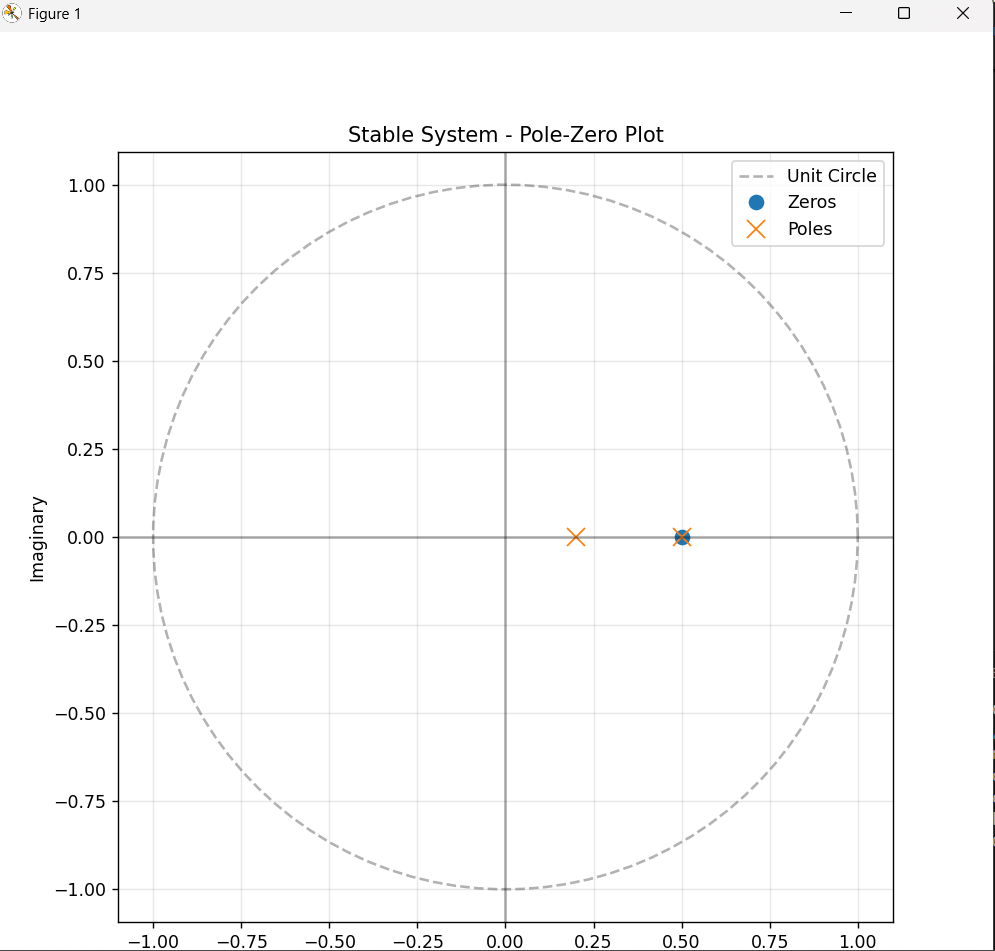 Figure 1
Stable System - Pole-Zero Plot
Unit Circle
Zeros
Poles
1.00
0.75
0.50
0.25
0.00
−0.25
−0.50
−0.75
−1.00
Imaginary
−1.00 −0.75 −0.50 −0.25 0.00 0.25 0.50 0.75 1.00